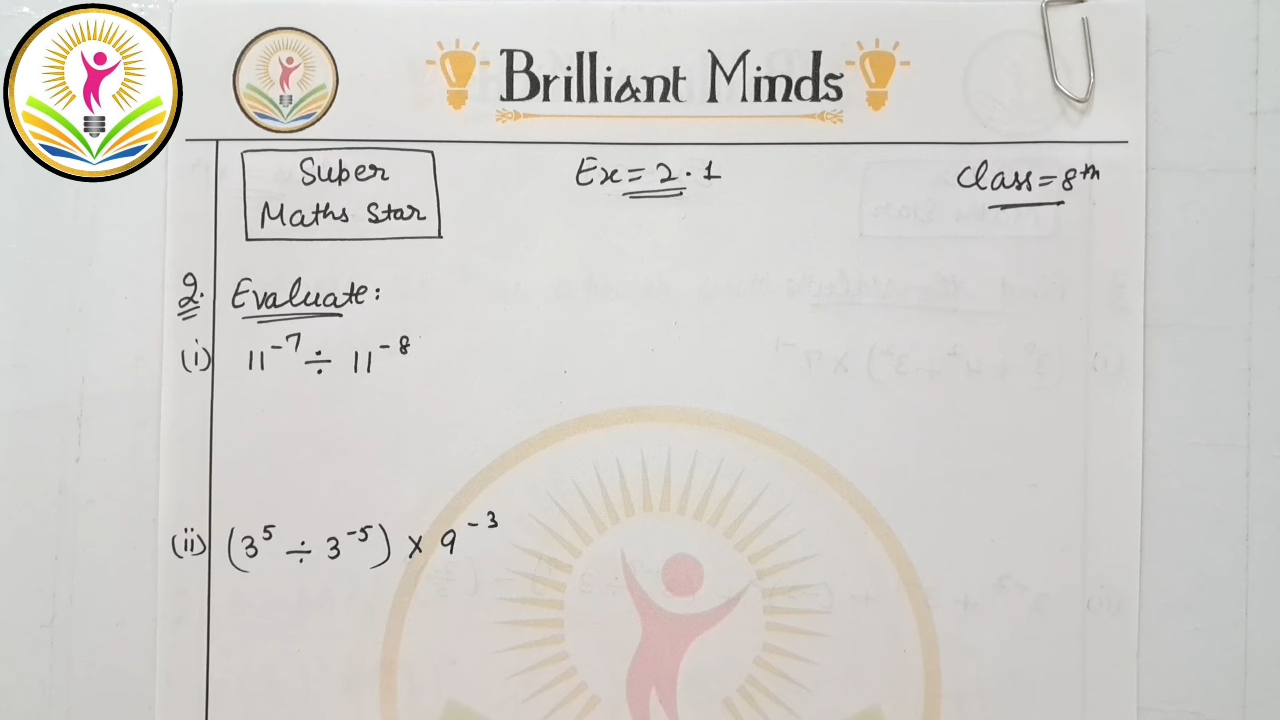 Brilliant Minds
Super
Maths Star
Ex = 2.1
Class = 8th
2. Evaluate:
(i) 11⁻⁷ ÷ 11⁻⁸
(ii) (3⁵ ÷ 3⁻⁵) × 9⁻³